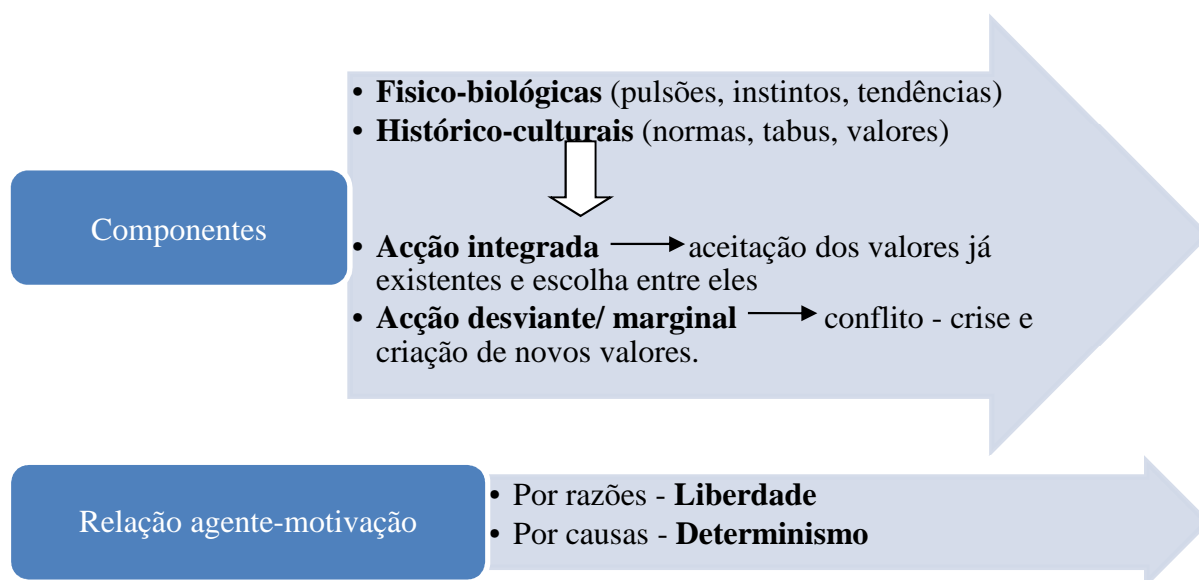 Componentes
• Fisico-biológicas (pulsões, instintos, tendências)
• Histórico-culturais (normas, tabus, valores)
• Acção integrada aceitação dos valores já
existentes e escolha entre eles
• Acção desviante/ marginal conflito - crise e
criação de novos valores.
Relação agente-motivação
• Por razões - Liberdade
• Por causas - Determinismo